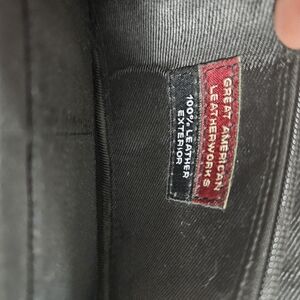 GREAT AMERICAN
LEATHERWORKS
100% LEATHER
EXTERIOR